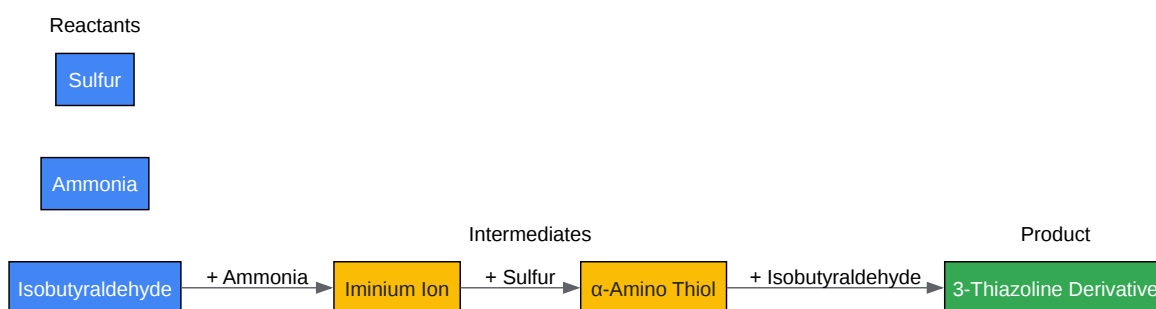 Reactants
Sulfur
Ammonia
Intermediates
Product
Isobutyraldehyde
+ Ammonia
Iminium Ion
+ Sulfur
α-Amino Thiol
+ Isobutyraldehyde
3-Thiazoline Derivative